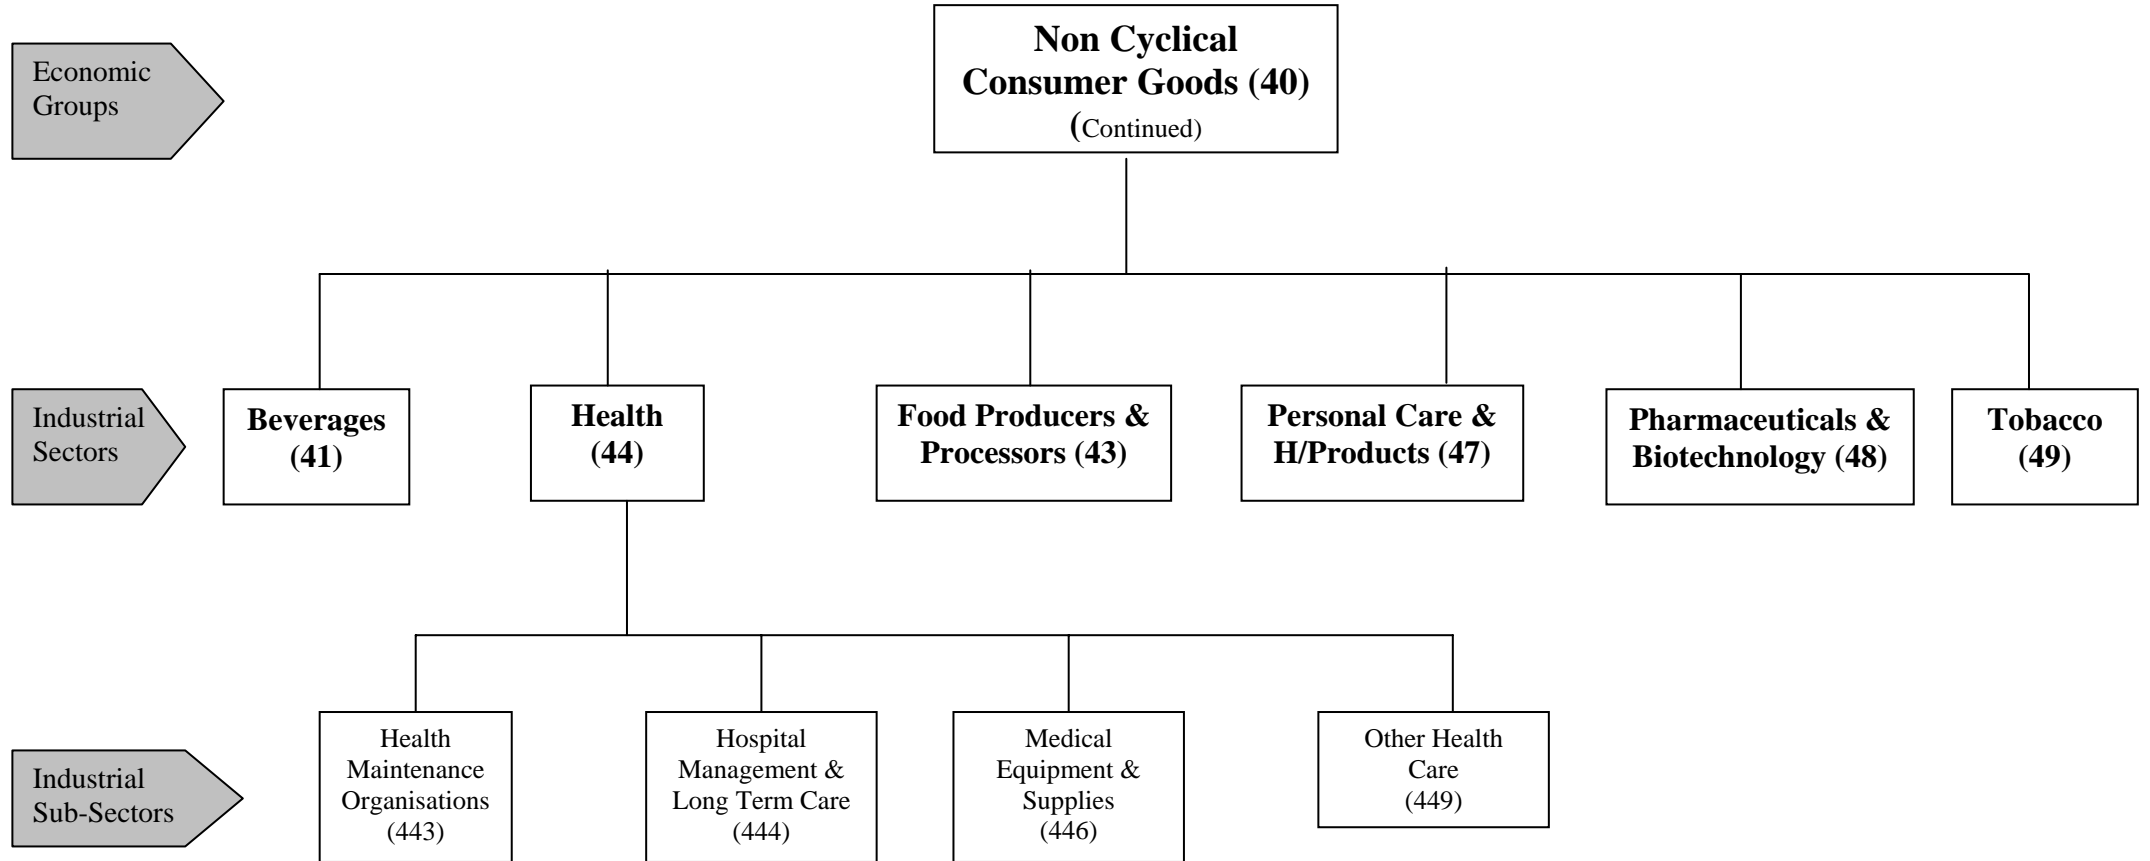 Economic
Groups
Non Cyclical
Consumer Goods (40)
(Continued)
Industrial
Sectors
Beverages
(41)
Health
(44)
Food Producers &
Processors (43)
Personal Care &
H/Products (47)
Pharmaceuticals &
Biotechnology (48)
Tobacco
(49)
Industrial
Sub-Sectors
Health
Maintenance
Organisations
(443)
Hospital
Management &
Long Term Care
(444)
Medical
Equipment &
Supplies
(446)
Other Health
Care
(449)